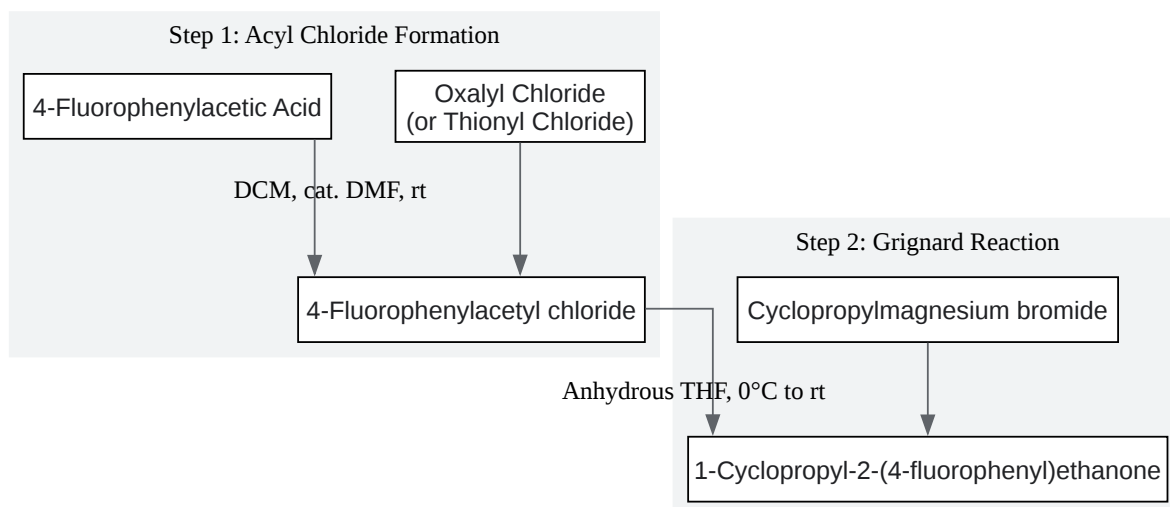 Step 1: Acyl Chloride Formation
4-Fluorophenylacetic Acid
Oxalyl Chloride
(or Thionyl Chloride)
DCM, cat. DMF, rt
4-Fluorophenylacetyl chloride
Step 2: Grignard Reaction
Cyclopropylmagnesium bromide
Anhydrous THF, 0°C to rt
1-Cyclopropyl-2-(4-fluorophenyl)ethanone